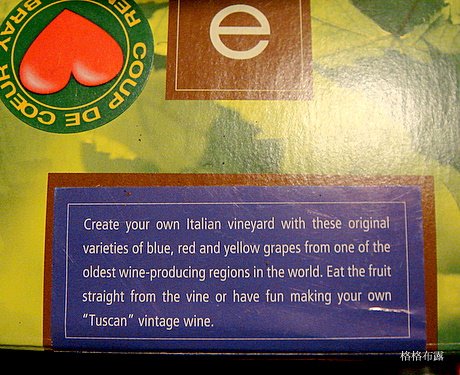 COUP DE CŒUR
e
Create your own Italian vineyard with these original
varieties of blue, red and yellow grapes from one of the
oldest wine-producing regions in the world. Eat the fruit
straight from the vine or have fun making your own
“Tuscan” vintage wine.
格格布露